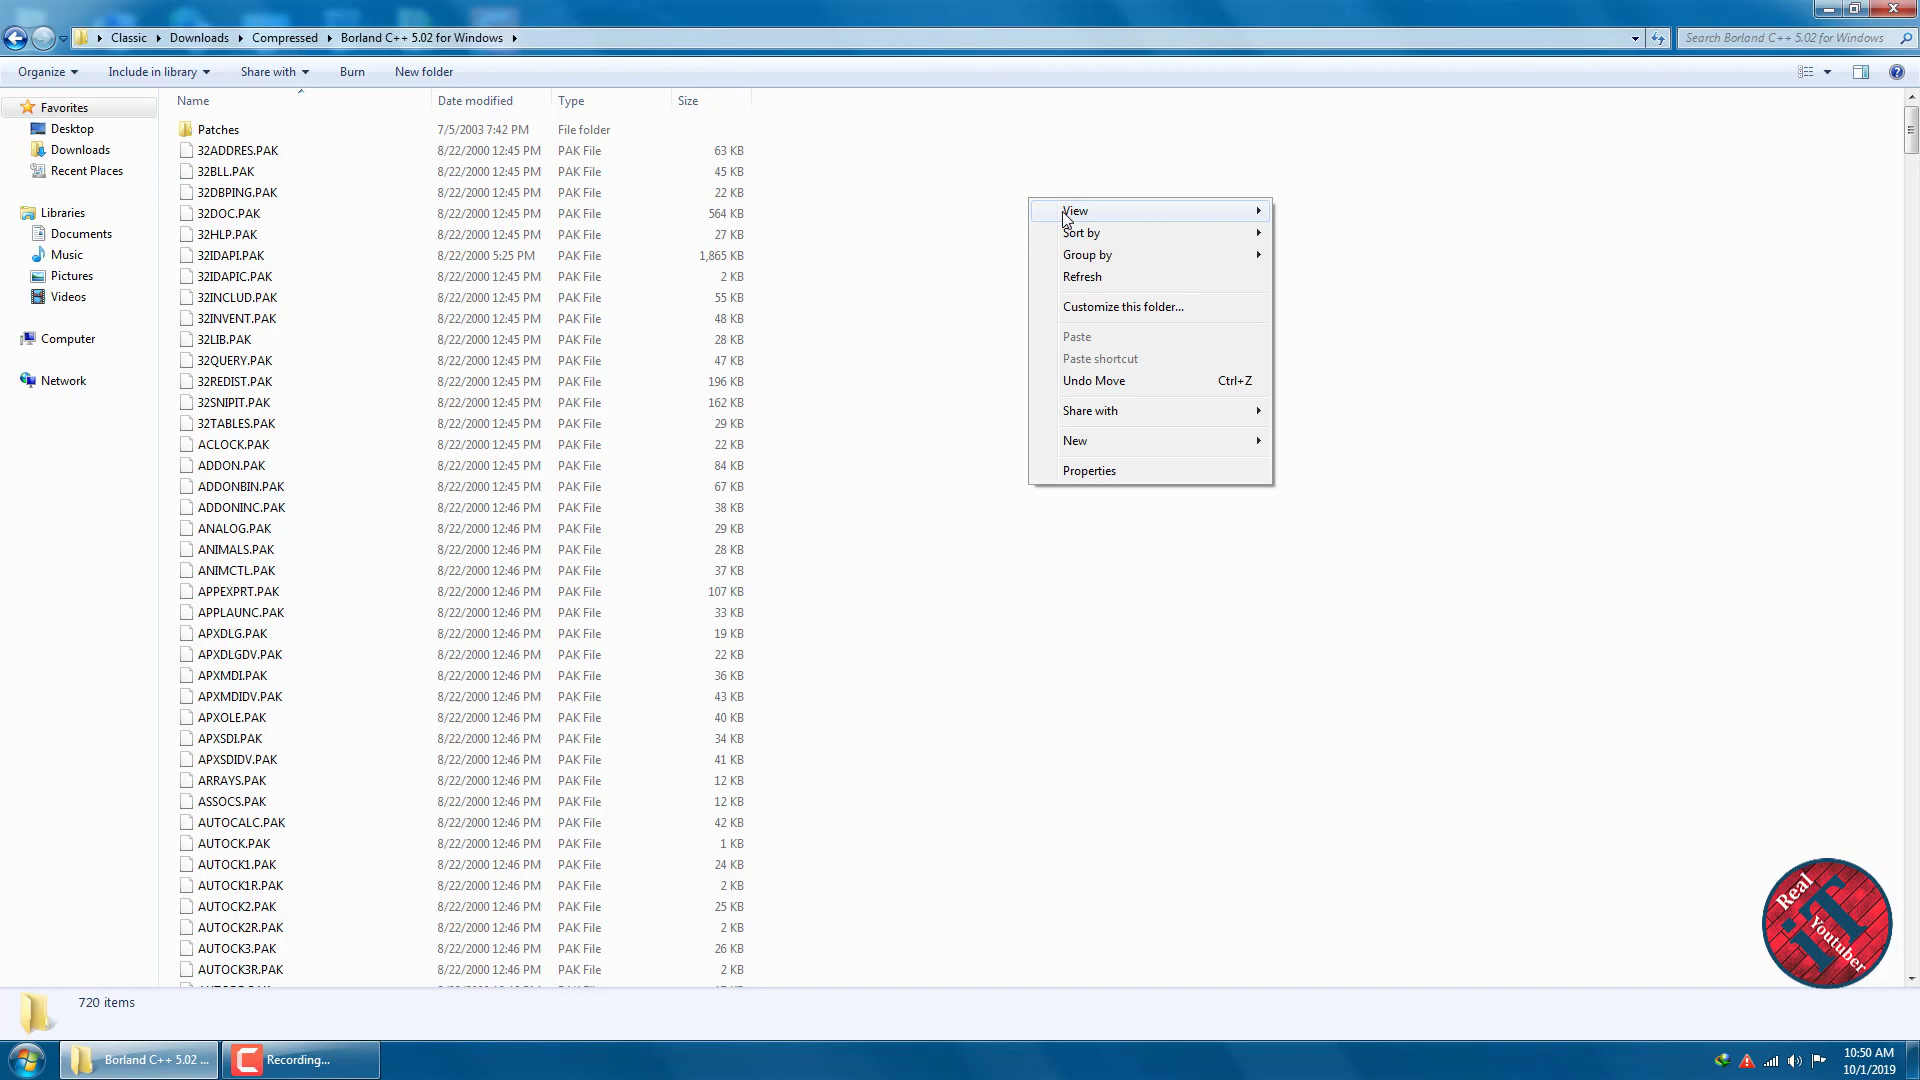 Classic Downloads Compressed Borland C++ 5.02 for Windows
Search Borland C++ 5.02 for Windows
Organize Include in library Share with Burn New folder
Favorites
Desktop
Downloads
Recent Places
Libraries
Documents
Music
Pictures
Videos
Computer
Network
Name Date modified Type Size
Patches 7/5/2003 7:42 PM File folder
32ADDRES.PAK 8/22/2000 12:45 PM PAK File 63 KB
32BLL.PAK 8/22/2000 12:45 PM PAK File 45 KB
32DBPING.PAK 8/22/2000 12:45 PM PAK File 22 KB
32DOC.PAK 8/22/2000 12:45 PM PAK File 564 KB
32HLP.PAK 8/22/2000 12:45 PM PAK File 27 KB
32IDAPI.PAK 8/22/2000 5:25 PM PAK File 1,865 KB
32IDAPIC.PAK 8/22/2000 12:45 PM PAK File 2 KB
32INCLUD.PAK 8/22/2000 12:45 PM PAK File 55 KB
32INVENT.PAK 8/22/2000 12:45 PM PAK File 48 KB
32LIB.PAK 8/22/2000 12:45 PM PAK File 28 KB
32QUERY.PAK 8/22/2000 12:45 PM PAK File 47 KB
32REDIST.PAK 8/22/2000 12:45 PM PAK File 196 KB
32SNIPIT.PAK 8/22/2000 12:45 PM PAK File 162 KB
32TABLES.PAK 8/22/2000 12:45 PM PAK File 29 KB
ACLOCK.PAK 8/22/2000 12:45 PM PAK File 22 KB
ADDON.PAK 8/22/2000 12:45 PM PAK File 84 KB
ADDONBIN.PAK 8/22/2000 12:45 PM PAK File 67 KB
ADDONINC.PAK 8/22/2000 12:46 PM PAK File 38 KB
ANALOG.PAK 8/22/2000 12:46 PM PAK File 29 KB
ANIMALS.PAK 8/22/2000 12:46 PM PAK File 28 KB
ANIMCTL.PAK 8/22/2000 12:46 PM PAK File 37 KB
APPEXPRT.PAK 8/22/2000 12:46 PM PAK File 107 KB
APPLAUNC.PAK 8/22/2000 12:46 PM PAK File 33 KB
APXDLG.PAK 8/22/2000 12:46 PM PAK File 19 KB
APXDLGDV.PAK 8/22/2000 12:46 PM PAK File 22 KB
APXMDI.PAK 8/22/2000 12:46 PM PAK File 36 KB
APXMDIDV.PAK 8/22/2000 12:46 PM PAK File 43 KB
APXOLE.PAK 8/22/2000 12:46 PM PAK File 40 KB
APXSDI.PAK 8/22/2000 12:46 PM PAK File 34 KB
APXSDIDV.PAK 8/22/2000 12:46 PM PAK File 41 KB
ARRAYS.PAK 8/22/2000 12:46 PM PAK File 12 KB
ASSOCS.PAK 8/22/2000 12:46 PM PAK File 12 KB
AUTOCALC.PAK 8/22/2000 12:46 PM PAK File 42 KB
AUTOCK.PAK 8/22/2000 12:46 PM PAK File 1 KB
AUTOCK1.PAK 8/22/2000 12:46 PM PAK File 24 KB
AUTOCK1R.PAK 8/22/2000 12:46 PM PAK File 2 KB
AUTOCK2.PAK 8/22/2000 12:46 PM PAK File 25 KB
AUTOCK2R.PAK 8/22/2000 12:46 PM PAK File 2 KB
AUTOCK3.PAK 8/22/2000 12:46 PM PAK File 26 KB
AUTOCK3R.PAK 8/22/2000 12:46 PM PAK File 2 KB
View
Sort by
Group by
Refresh
Customize this folder...
Paste
Paste shortcut
Undo Move Ctrl+Z
Share with
New
Properties
Real
iT
Youtuber
720 items
Borland C++ 5.02 ... Recording...
10:50 AM
10/1/2019